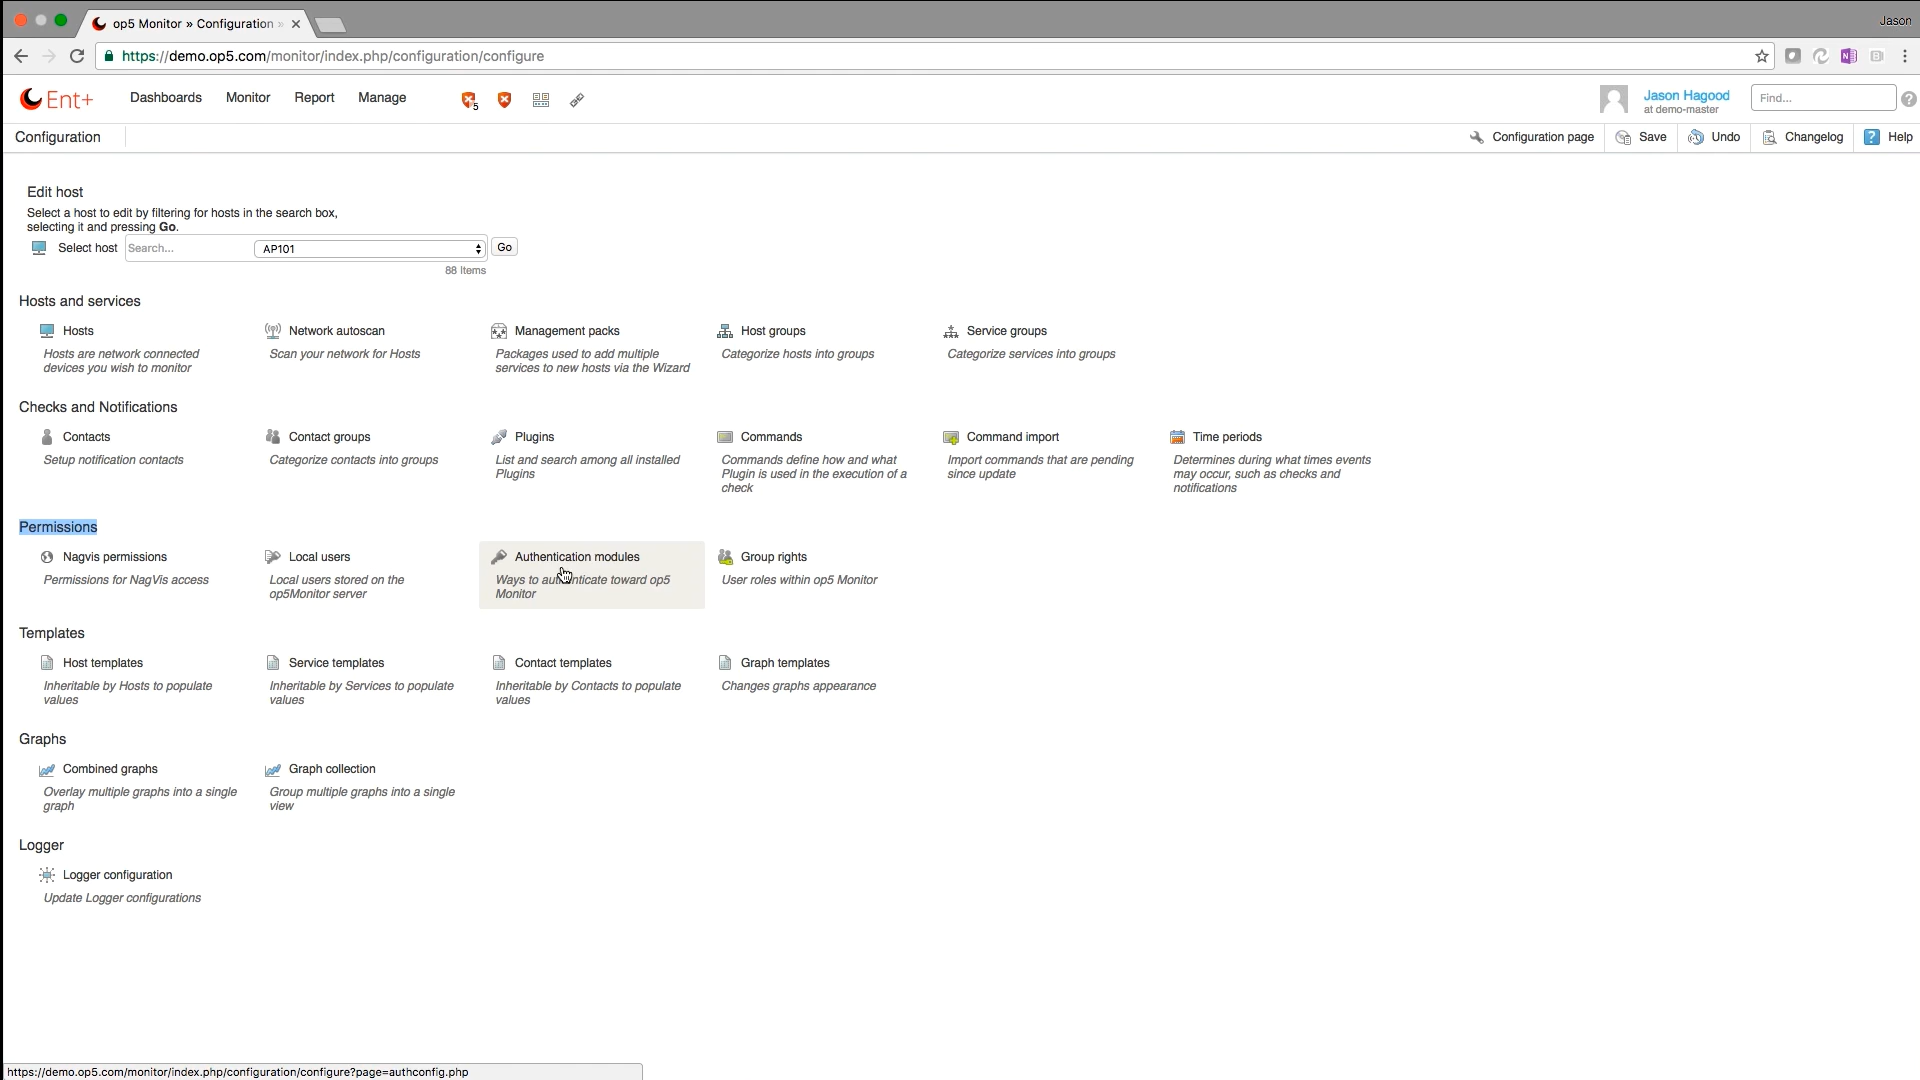 op5 Monitor » Configuration »
Jason
https://demo.op5.com/monitor/index.php/configuration/configure
Ent+
Dashboards Monitor Report Manage
5
Jason Hagood
at demo-master
Find...
Configuration
Configuration page Save Undo Changelog Help
Edit host
Select a host to edit by filtering for hosts in the search box,
selecting it and pressing Go.
Select host Search... AP101 Go
88 Items
Hosts and services
Hosts
Hosts are network connected
devices you wish to monitor
Network autoscan
Scan your network for Hosts
Management packs
Packages used to add multiple
services to new hosts via the Wizard
Host groups
Categorize hosts into groups
Service groups
Categorize services into groups
Checks and Notifications
Contacts
Setup notification contacts
Contact groups
Categorize contacts into groups
Plugins
List and search among all installed
Plugins
Commands
Commands define how and what
Plugin is used in the execution of a
check
Command import
Import commands that are pending
since update
Time periods
Determines during what times events
may occur, such as checks and
notifications
Permissions
Nagvis permissions
Permissions for NagVis access
Local users
Local users stored on the
op5Monitor server
Authentication modules
Ways to authenticate toward op5
Monitor
Group rights
User roles within op5 Monitor
Templates
Host templates
Inheritable by Hosts to populate
values
Service templates
Inheritable by Services to populate
values
Contact templates
Inheritable by Contacts to populate
values
Graph templates
Changes graphs appearance
Graphs
Combined graphs
Overlay multiple graphs into a single
graph
Graph collection
Group multiple graphs into a single
view
Logger
Logger configuration
Update Logger configurations
https://demo.op5.com/monitor/index.php/configuration/configure?page=authconfig.php